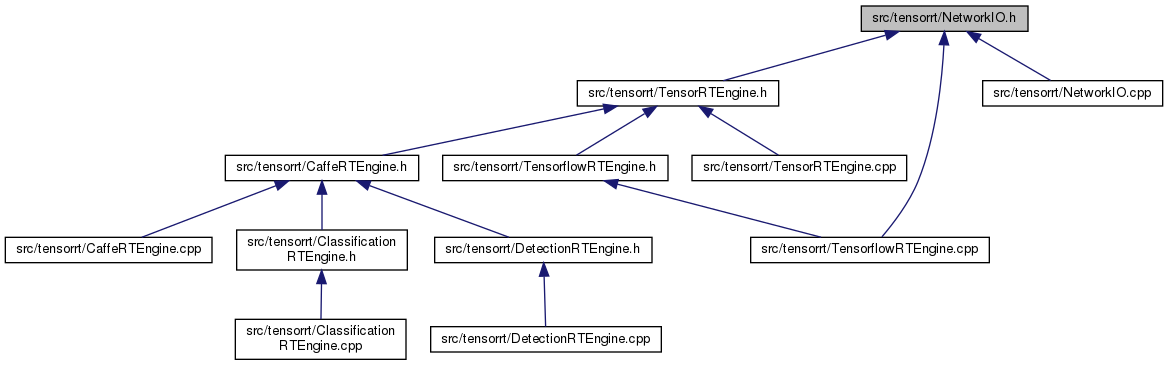 src/tensorrt/NetworkIO.h
src/tensorrt/TensorRTEngine.h
src/tensorrt/NetworkIO.cpp
src/tensorrt/CaffeRTEngine.h
src/tensorrt/TensorflowRTEngine.h
src/tensorrt/TensorRTEngine.cpp
src/tensorrt/CaffeRTEngine.cpp
src/tensorrt/Classification
RTEngine.h
src/tensorrt/DetectionRTEngine.h
src/tensorrt/TensorflowRTEngine.cpp
src/tensorrt/Classification
RTEngine.cpp
src/tensorrt/DetectionRTEngine.cpp